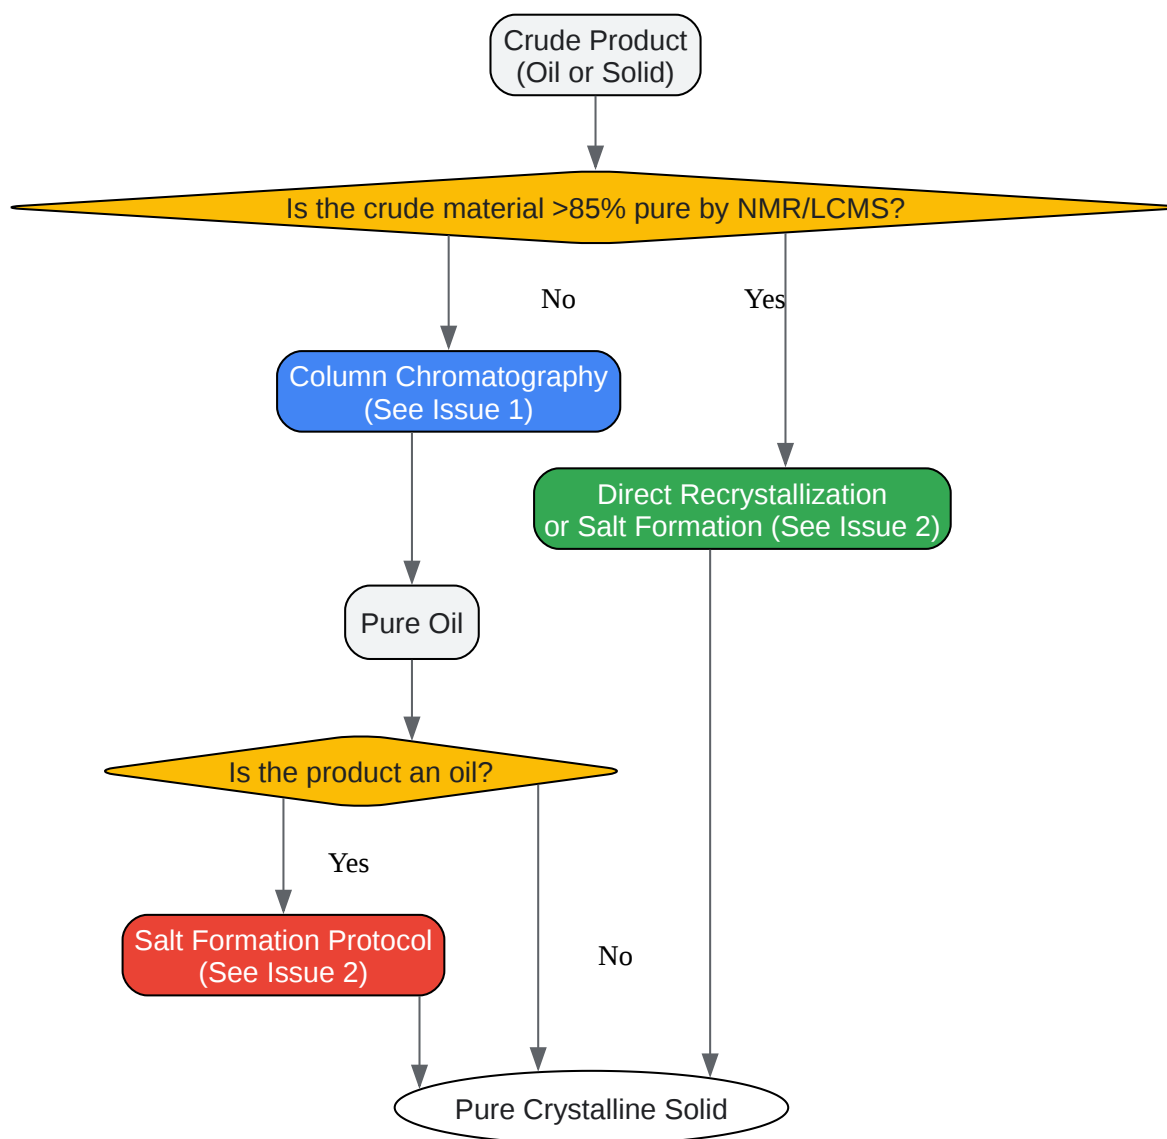 Crude Product
(Oil or Solid)
Is the crude material >85% pure by NMR/LCMS?
No
Yes
Column Chromatography
(See Issue 1)
Direct Recrystallization
or Salt Formation (See Issue 2)
Pure Oil
Is the product an oil?
Yes
Salt Formation Protocol
(See Issue 2)
No
Pure Crystalline Solid